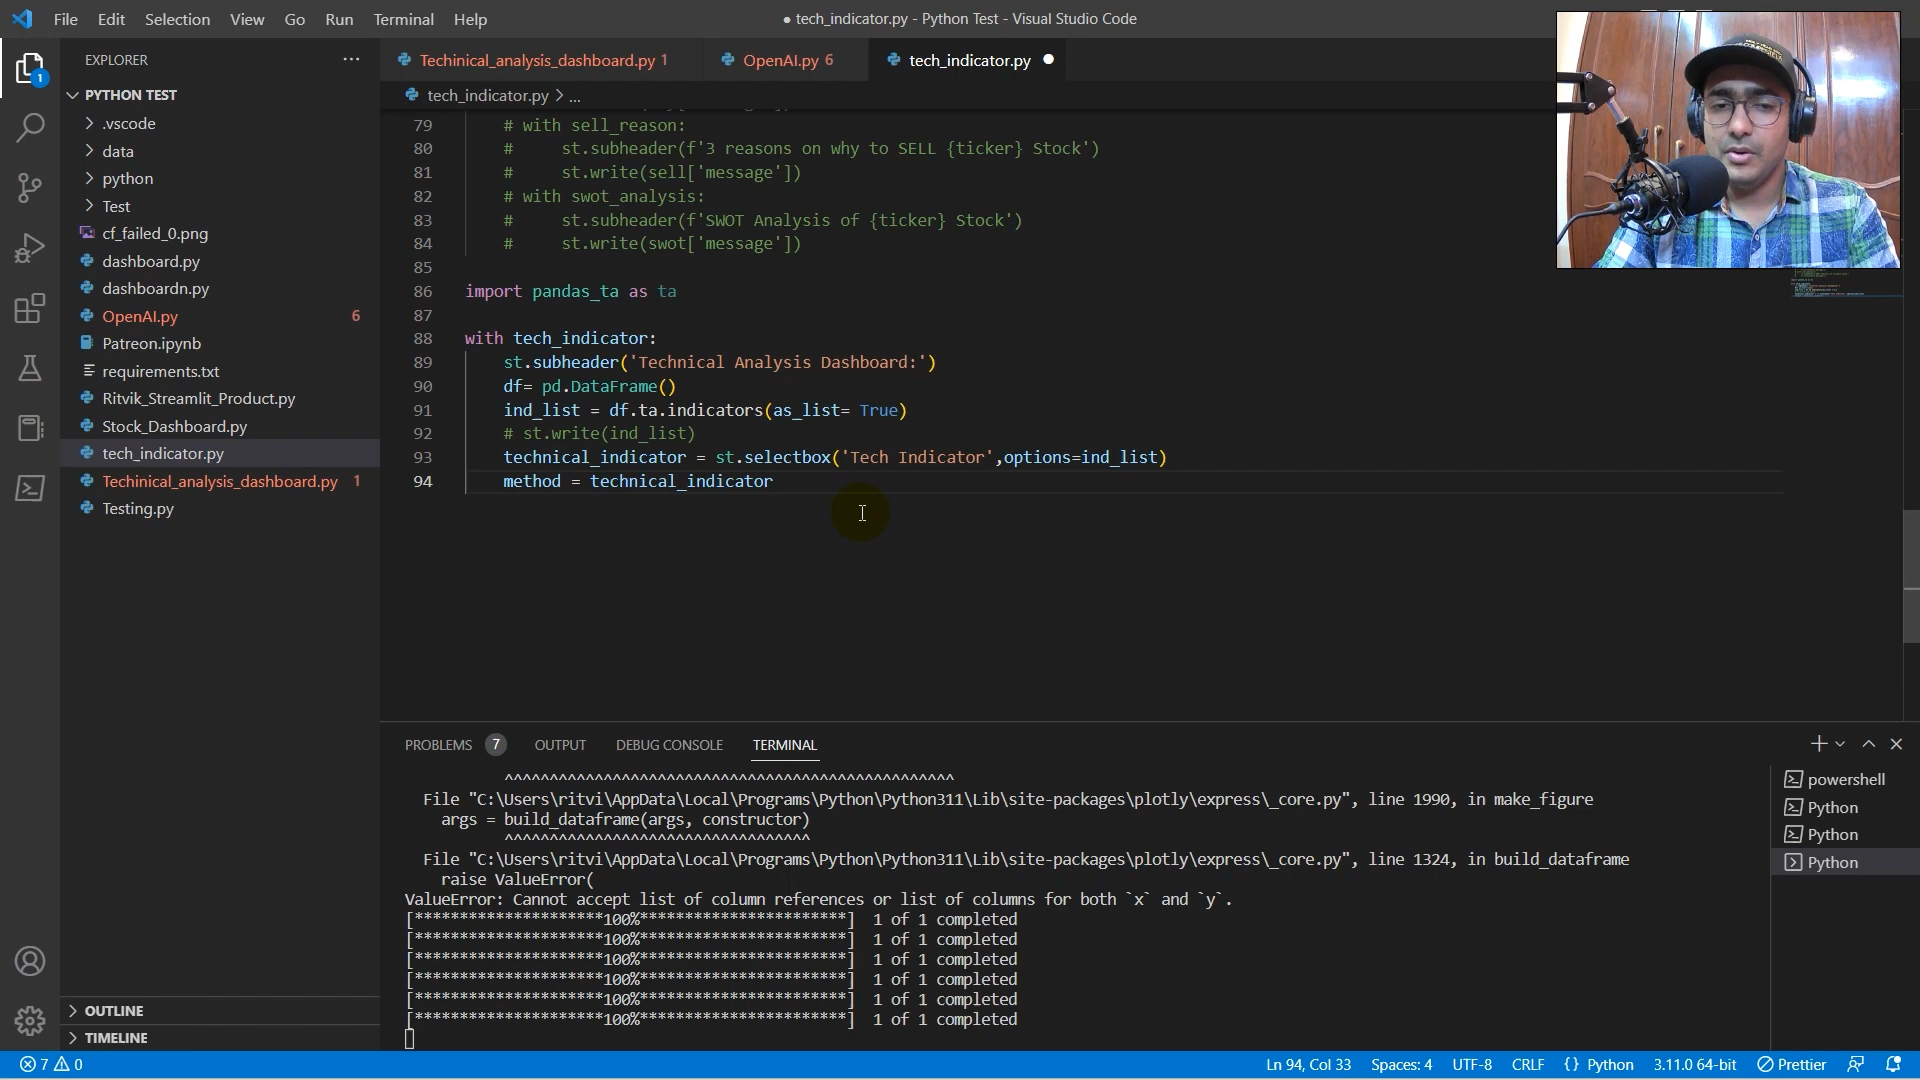 File Edit Selection View Go Run Terminal Help
● tech_indicator.py - Python Test - Visual Studio Code
EXPLORER ...
1
PYTHON TEST
.vscode
data
python
Test
cf_failed_0.png
dashboard.py
dashboardn.py
OpenAI.py 6
Patreon.ipynb
requirements.txt
Ritvik_Streamlit_Product.py
Stock_Dashboard.py
tech_indicator.py
Techinical_analysis_dashboard.py 1
Testing.py
OUTLINE
TIMELINE
Techinical_analysis_dashboard.py 1 OpenAI.py 6 tech_indicator.py ●
tech_indicator.py > ...
79 # with sell_reason:
80 # st.subheader(f'3 reasons on why to SELL {ticker} Stock')
81 # st.write(sell['message'])
82 # with swot_analysis:
83 # st.subheader(f'SWOT Analysis of {ticker} Stock')
84 # st.write(swot['message'])
85
86 import pandas_ta as ta
87
88 with tech_indicator:
89 st.subheader('Technical Analysis Dashboard:')
90 df= pd.DataFrame()
91 ind_list = df.ta.indicators(as_list= True)
92 # st.write(ind_list)
93 technical_indicator = st.selectbox('Tech Indicator',options=ind_list)
94 method = technical_indicator
PROBLEMS 7 OUTPUT DEBUG CONSOLE TERMINAL
^^^^^^^^^^^^^^^^^^^^^^^^^^^^^^^^^^^^^^^^^^^^^^^^^^
File "C:\Users\ritvi\AppData\Local\Programs\Python\Python311\Lib\site-packages\plotly\express\_core.py", line 1990, in make_figure
args = build_dataframe(args, constructor)
^^^^^^^^^^^^^^^^^^^^^^^^^^^^^^^^^^
File "C:\Users\ritvi\AppData\Local\Programs\Python\Python311\Lib\site-packages\plotly\express\_core.py", line 1324, in build_dataframe
raise ValueError(
ValueError: Cannot accept list of column references or list of columns for both `x` and `y`.
[*********************100%***********************] 1 of 1 completed
[*********************100%***********************] 1 of 1 completed
[*********************100%***********************] 1 of 1 completed
[*********************100%***********************] 1 of 1 completed
[*********************100%***********************] 1 of 1 completed
[*********************100%***********************] 1 of 1 completed
powershell
Python
Python
Python
7 0 Ln 94, Col 33 Spaces: 4 UTF-8 CRLF {} Python 3.11.0 64-bit Prettier